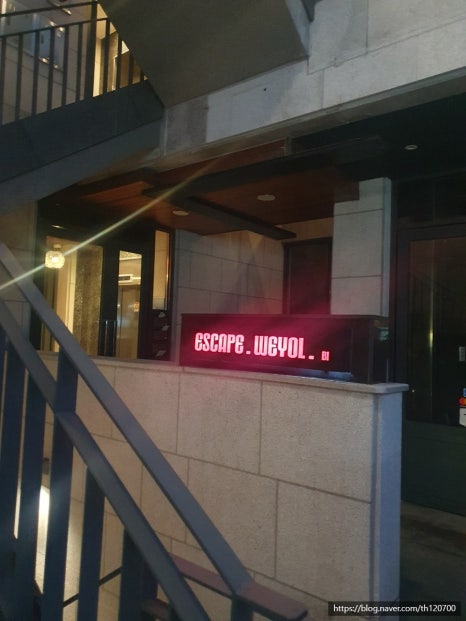 ESCAPE.WEYOL. B1
https://blog.naver.com/th120700